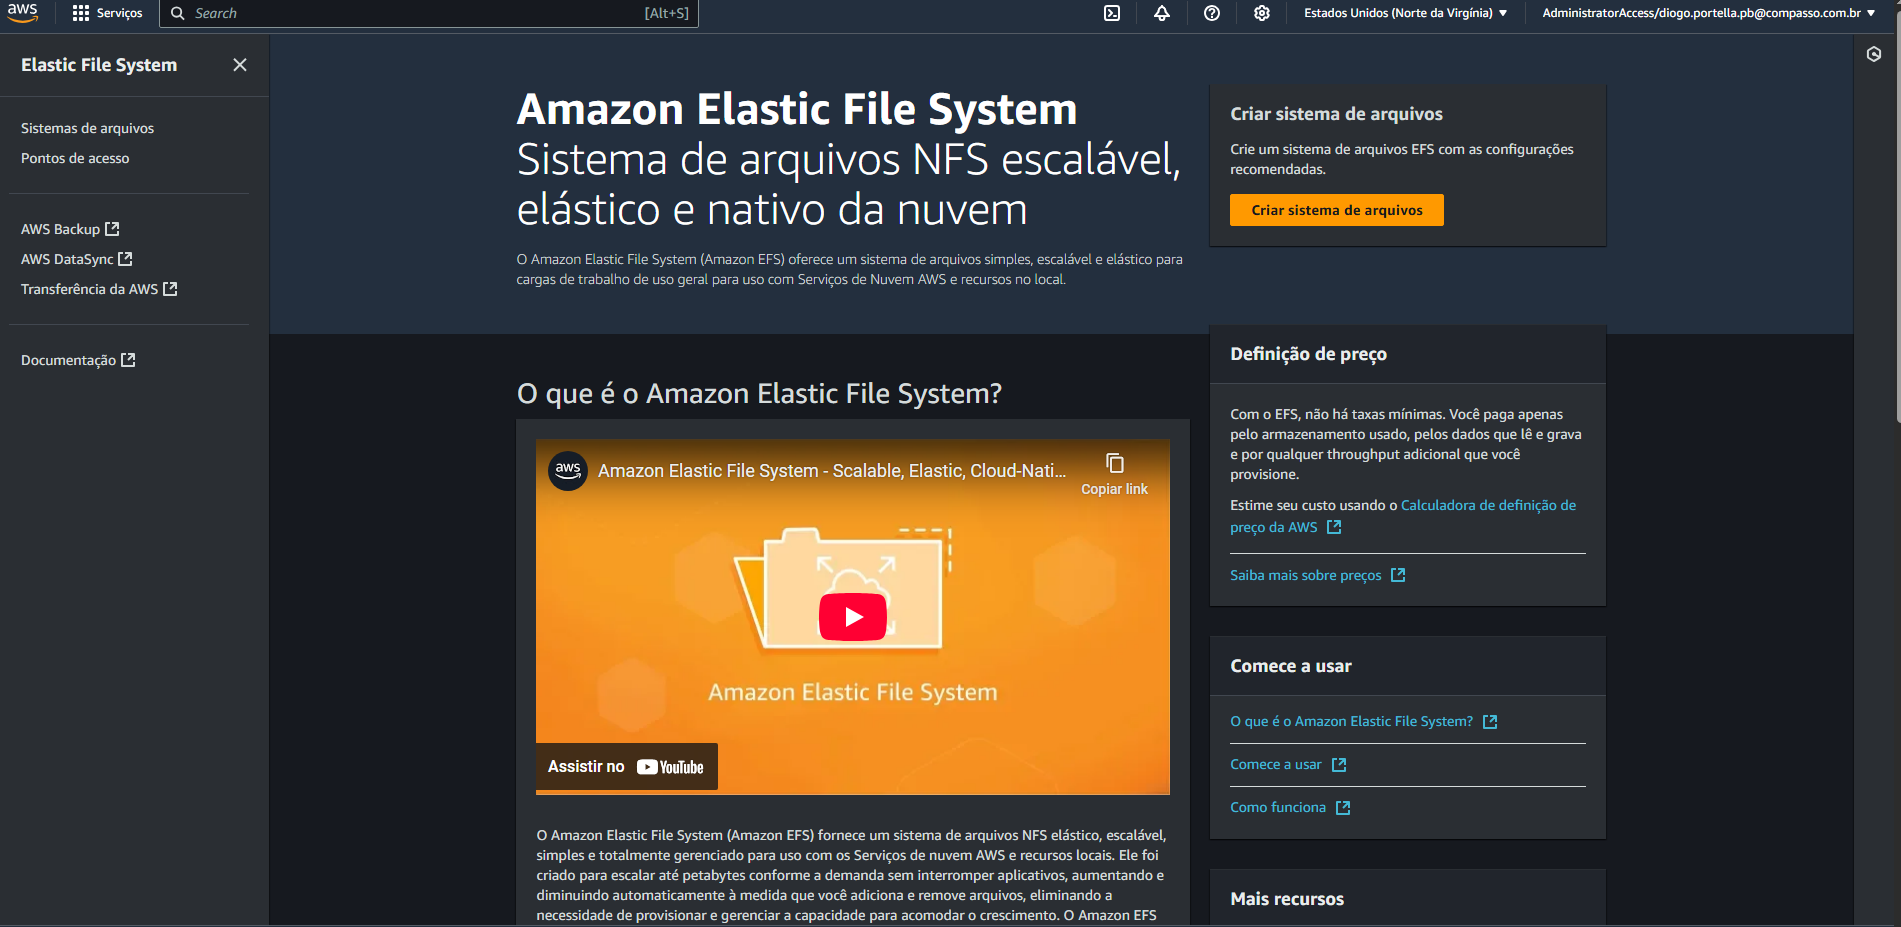 aws
Serviços
Search
[Alt+S]
Estados Unidos (Norte da Virgínia)
AdministratorAccess/diogo.portella.pb@compasso.com.br
Elastic File System
Sistemas de arquivos
Pontos de acesso
AWS Backup
AWS DataSync
Transferência da AWS
Documentação
Amazon Elastic File System
Sistema de arquivos NFS escalável,
elástico e nativo da nuvem
O Amazon Elastic File System (Amazon EFS) oferece um sistema de arquivos simples, escalável e elástico para
cargas de trabalho de uso geral para uso com Serviços de Nuvem AWS e recursos no local.
Criar sistema de arquivos
Crie um sistema de arquivos EFS com as configurações
recomendadas.
Criar sistema de arquivos
O que é o Amazon Elastic File System?
aws
Amazon Elastic File System - Scalable, Elastic, Cloud-Nati...
Copiar link
Amazon Elastic File System
Assistir no YouTube
O Amazon Elastic File System (Amazon EFS) fornece um sistema de arquivos NFS elástico, escalável,
simples e totalmente gerenciado para uso com os Serviços de nuvem AWS e recursos locais. Ele foi
criado para escalar até petabytes conforme a demanda sem interromper aplicativos, aumentando e
diminuindo automaticamente à medida que você adiciona e remove arquivos, eliminando a
necessidade de provisionar e gerenciar a capacidade para acomodar o crescimento. O Amazon EFS
Definição de preço
Com o EFS, não há taxas mínimas. Você paga apenas
pelo armazenamento usado, pelos dados que lê e grava
e por qualquer throughput adicional que você
provisione.
Estime seu custo usando o Calculadora de definição de
preço da AWS
Saiba mais sobre preços
Comece a usar
O que é o Amazon Elastic File System?
Comece a usar
Como funciona
Mais recursos